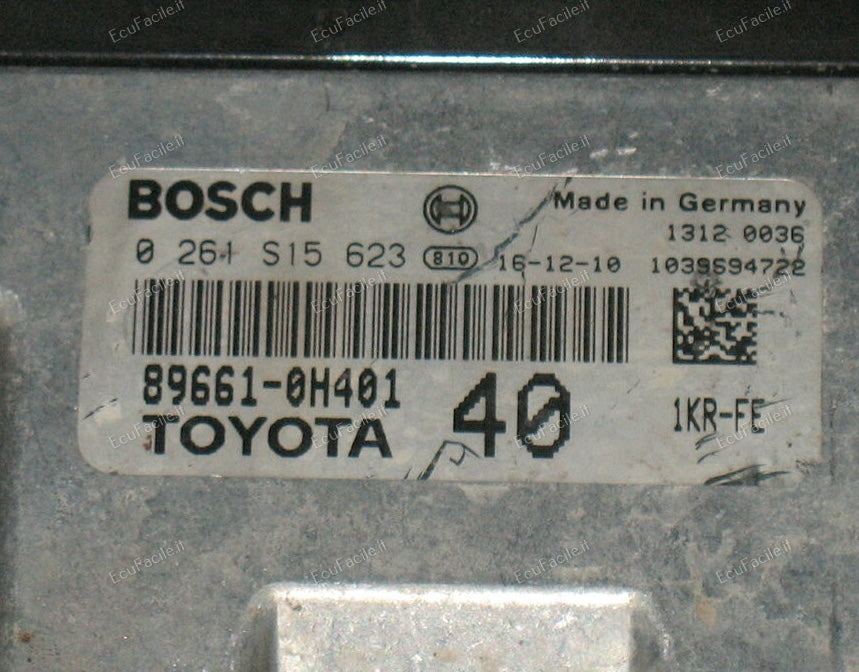 BOSCH
Made in Germany
1312 0036
0 261 S15 623 810 16-12-10 1039S94722
89661-0H401
TOYOTA
40
1KR-FE
EcuFacile.it